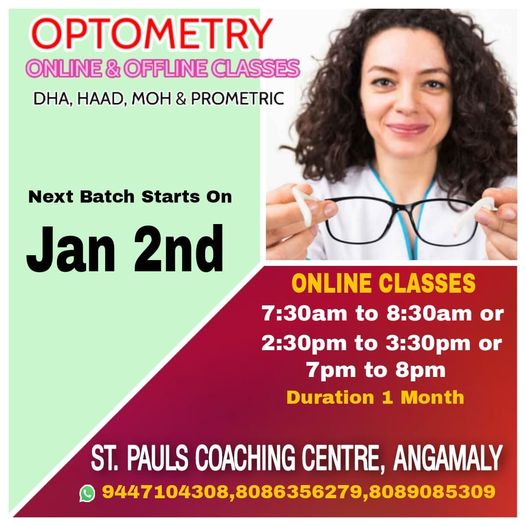 OPTOMETRY
ONLINE & OFFLINE CLASSES
DHA, HAAD, MOH & PROMETRIC
Next Batch Starts On
Jan 2nd
ONLINE CLASSES
7:30am to 8:30am or
2:30pm to 3:30pm or
7pm to 8pm
Duration 1 Month
ST. PAULS COACHING CENTRE, ANGAMALY
9447104308,8086356279,8089085309